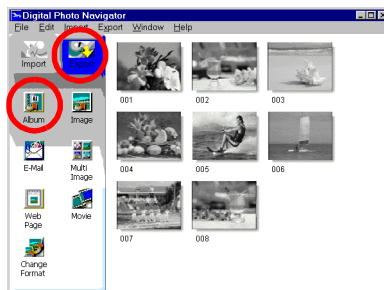 Digital Photo Navigator
File Edit Import Export Window Help
Import Export
001 002 003
Album Image
004 005 006
E-Mail Multi Image
Web Page Movie
007 008
Change Format